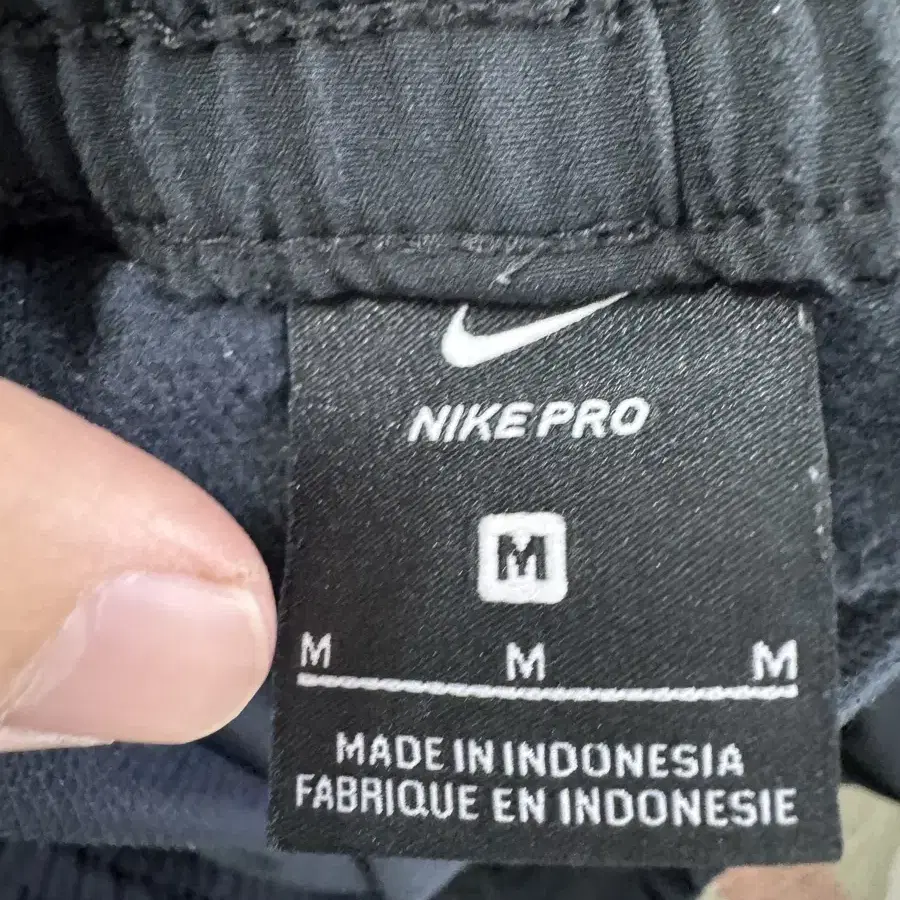 NIKE PRO
M
M M M
MADE IN INDONESIA
FABRIQUE EN INDONESIE